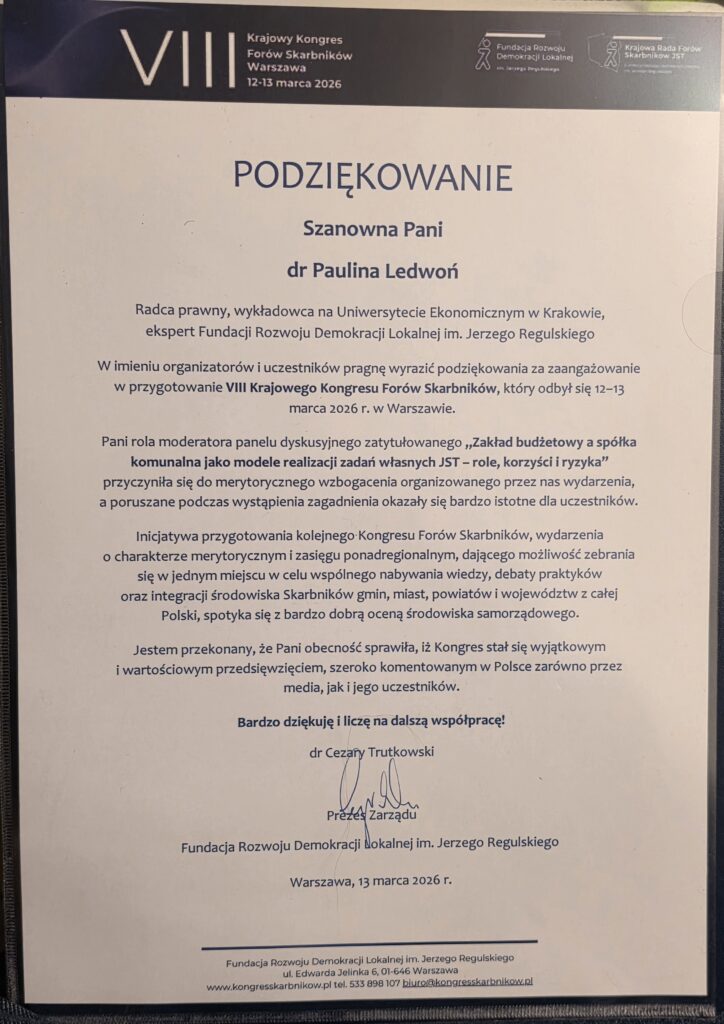 VIII
Krajowy Kongres
Forów Skarbników
Warszawa
12-13 marca 2026
Fundacja Rozwoju
Demokracji Lokalnej
im. Jerzego Regulskiego
Krajowa Rada Forów
Skarbników JST
PODZIĘKOWANIE
Szanowna Pani
dr Paulina Ledwoń
Radca prawny, wykładowca na Uniwersytecie Ekonomicznym w Krakowie,
ekspert Fundacji Rozwoju Demokracji Lokalnej im. Jerzego Regulskiego
W imieniu organizatorów i uczestników pragnę wyrazić podziękowania za zaangażowanie
w przygotowanie VIII Krajowego Kongresu Forów Skarbników, który odbył się 12–13
marca 2026 r. w Warszawie.
Pani rola moderatora panelu dyskusyjnego zatytułowanego „Zakład budżetowy a spółka
komunalna jako modele realizacji zadań własnych JST – role, korzyści i ryzyka”
przyczyniła się do merytorycznego wzbogacenia organizowanego przez nas wydarzenia,
a poruszane podczas wystąpienia zagadnienia okazały się bardzo istotne dla uczestników.
Inicjatywa przygotowania kolejnego Kongresu Forów Skarbników, wydarzenia
o charakterze merytorycznym i zasięgu ponadregionalnym, dającego możliwość zebrania
się w jednym miejscu w celu wspólnego nabywania wiedzy, debaty praktyków
oraz integracji środowiska Skarbników gmin, miast, powiatów i województw z całej
Polski, spotyka się z bardzo dobrą oceną środowiska samorządowego.
Jestem przekonany, że Pani obecność sprawiła, iż Kongres stał się wyjątkowym
i wartościowym przedsięwzięciem, szeroko komentowanym w Polsce zarówno przez
media, jak i jego uczestników.
Bardzo dziękuję i liczę na dalszą współpracę!
dr Cezary Trutkowski
Prezes Zarządu
Fundacja Rozwoju Demokracji Lokalnej im. Jerzego Regulskiego
Warszawa, 13 marca 2026 r.
Fundacja Rozwoju Demokracji Lokalnej im. Jerzego Regulskiego
ul. Edwarda Jelinka 6, 01-646 Warszawa
www.kongresskarbnikow.pl tel. 533 898 107 biuro@kongresskarbnikow.pl